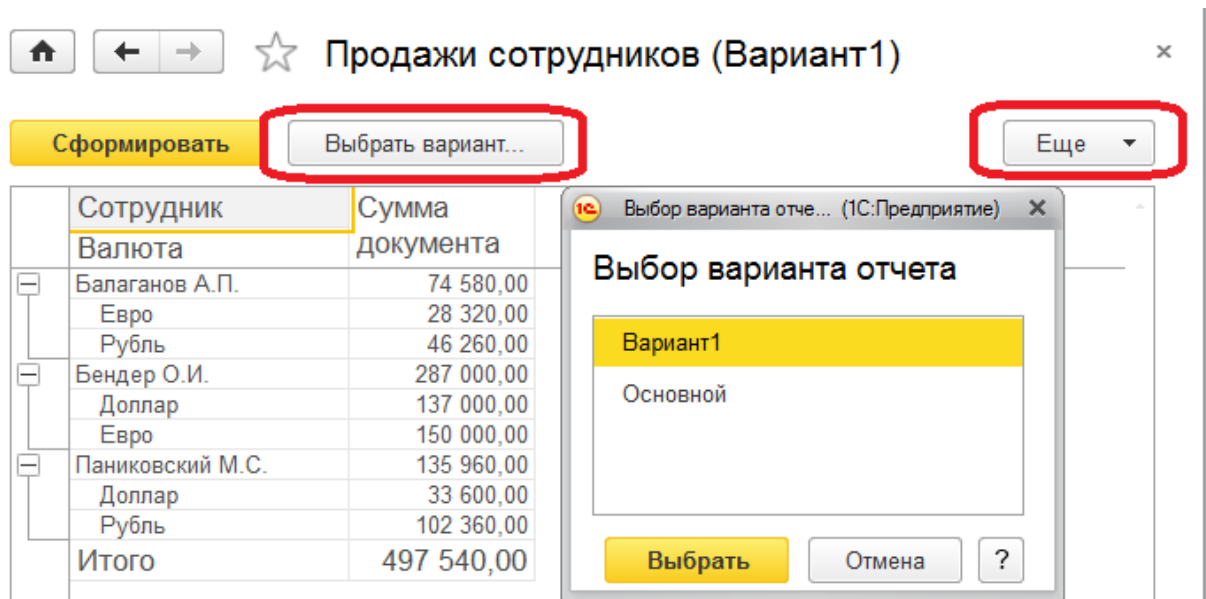 Продажи сотрудников (Вариант1)
×
Сформировать
Выбрать вариант...
Еще
Сотрудник Сумма документа
Валюта
Балаганов А.П. 74 580,00
Евро 28 320,00
Рубль 46 260,00
Бендер О.И. 287 000,00
Доллар 137 000,00
Евро 150 000,00
Паниковский М.С. 135 960,00
Доллар 33 600,00
Рубль 102 360,00
Итого 497 540,00
1С Выбор варианта отче... (1С:Предприятие)
Выбор варианта отчета
Вариант1
Основной
Выбрать Отмена ?